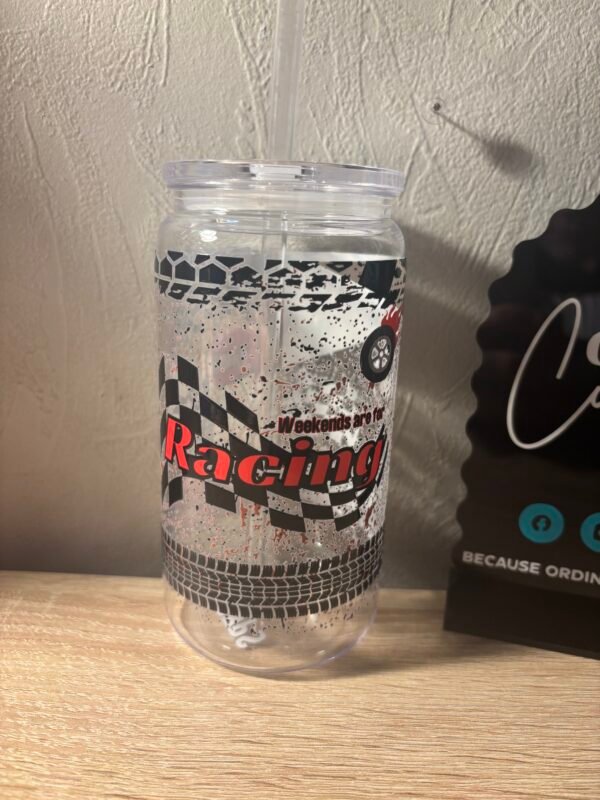 Weekends are for
Racing
BECAUSE ORDIN